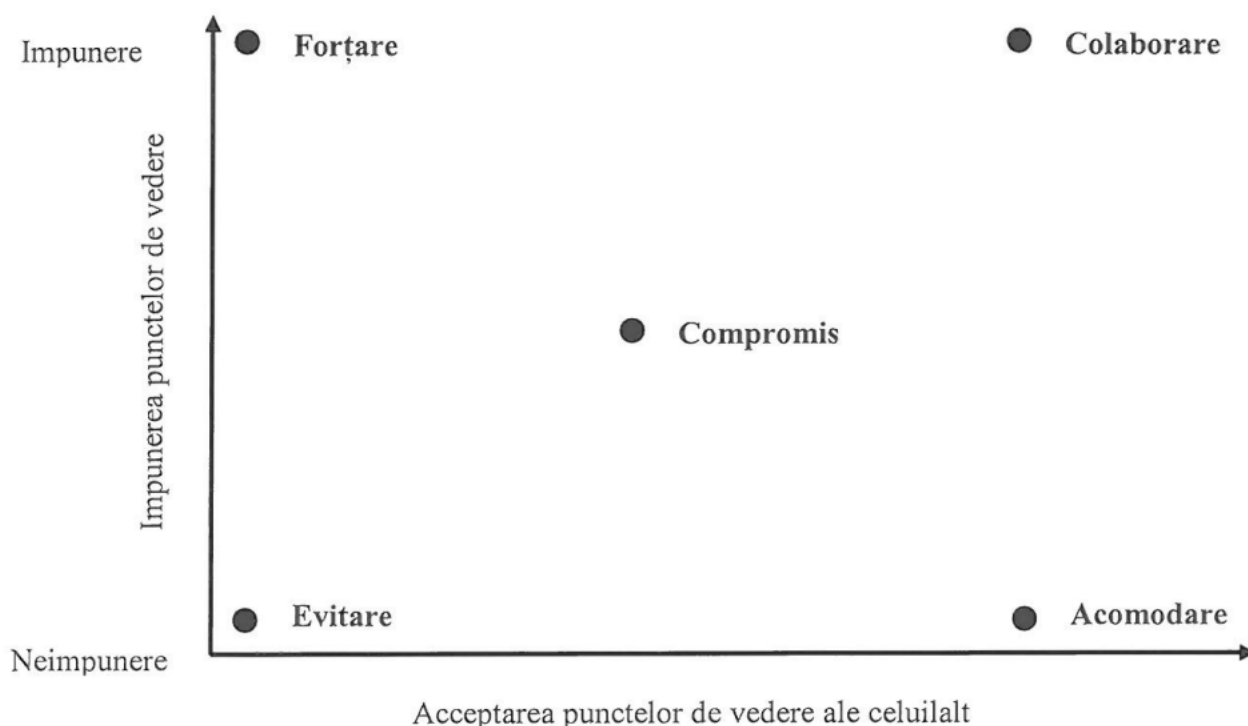 Impunere
Forțare
Colaborare
Impunerea punctelor de vedere
Compromis
Evitare
Acomodare
Neimpunere
Acceptarea punctelor de vedere ale celuilalt